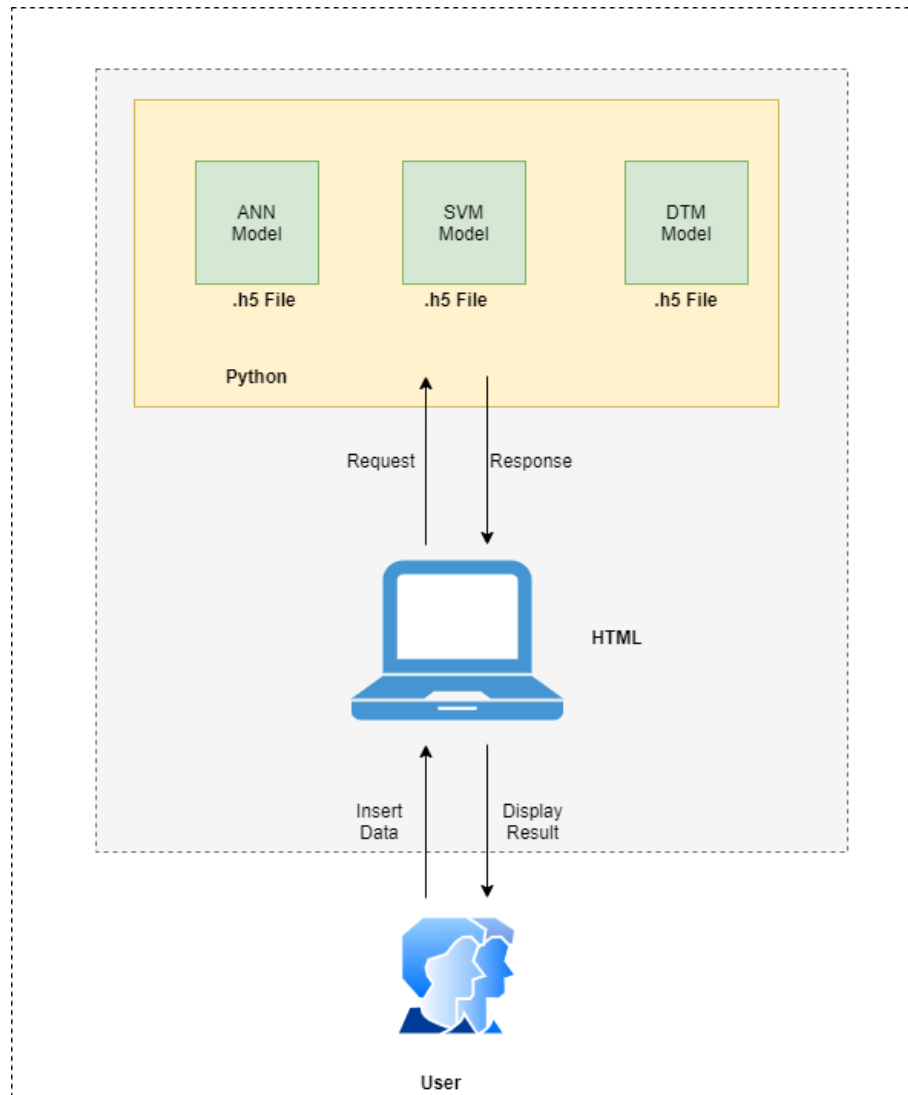 ANN
Model
SVM
Model
DTM
Model
.h5 File
.h5 File
.h5 File
Python
Request
Response
HTML
Insert
Data
Display
Result
User